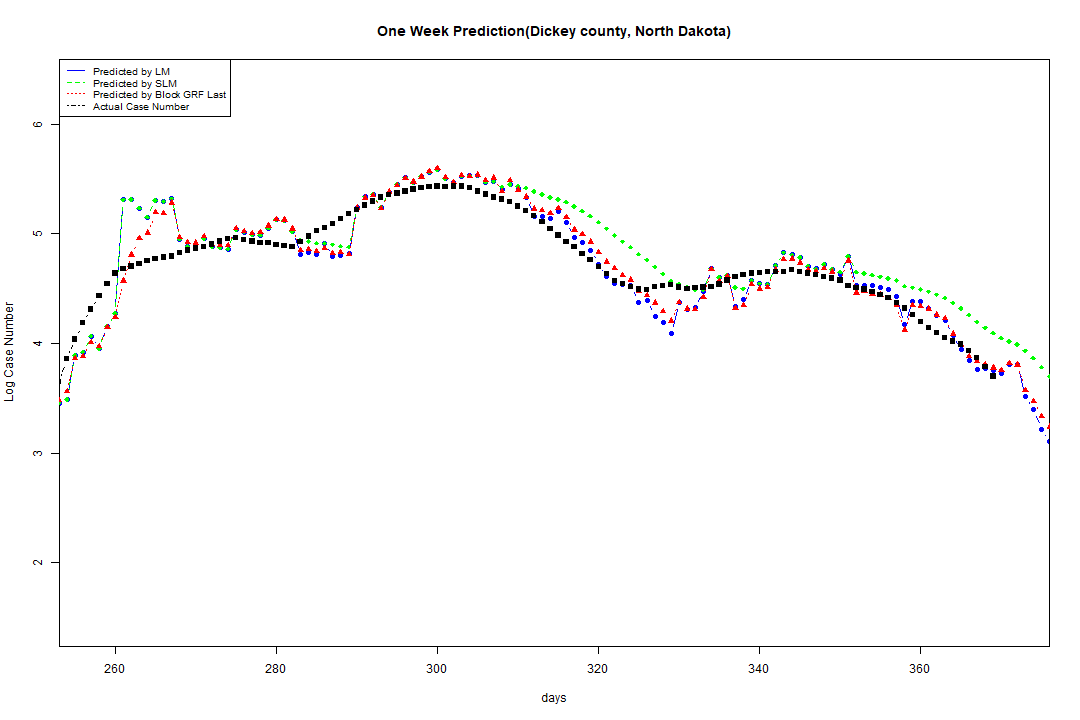 One Week Prediction(Dickey county, North Dakota)
Predicted by LM
Predicted by SLM
Predicted by Block GRF Last
Actual Case Number
6
5
4
3
2
Log Case Number
260 280 300 320 340 360
days